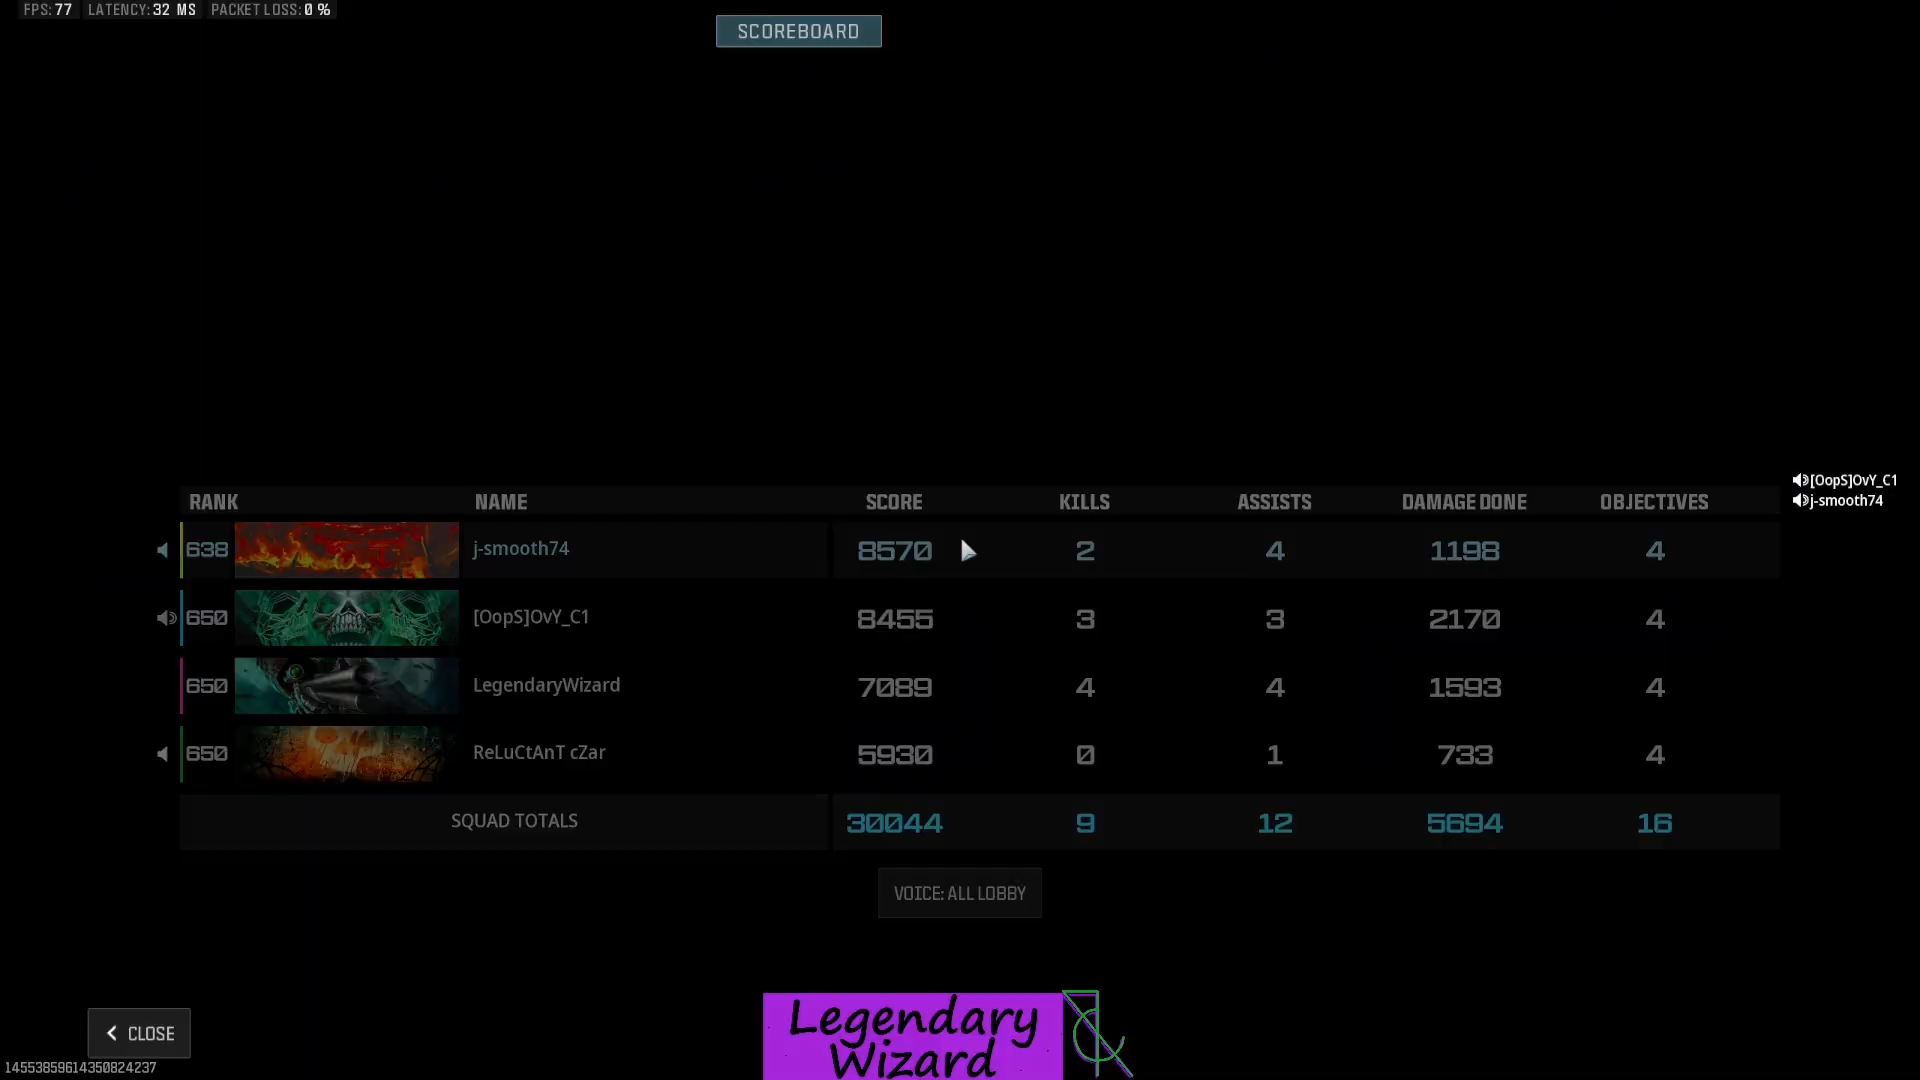 FPS: 77 LATENCY: 32 MS PACKET LOSS: 0 %
SCOREBOARD
[OopS]OvY_C1
j-smooth74
RANK NAME SCORE KILLS ASSISTS DAMAGE DONE OBJECTIVES
638 j-smooth74 8570 2 4 1198 4
650 [OopS]OvY_C1 8455 3 3 2170 4
650 LegendaryWizard 7089 4 4 1593 4
650 ReLuCtAnT cZar 5930 0 1 733 4
SQUAD TOTALS 30044 9 12 5694 16
VOICE: ALL LOBBY
Legendary
Wizard
CLOSE
14553859614350824237